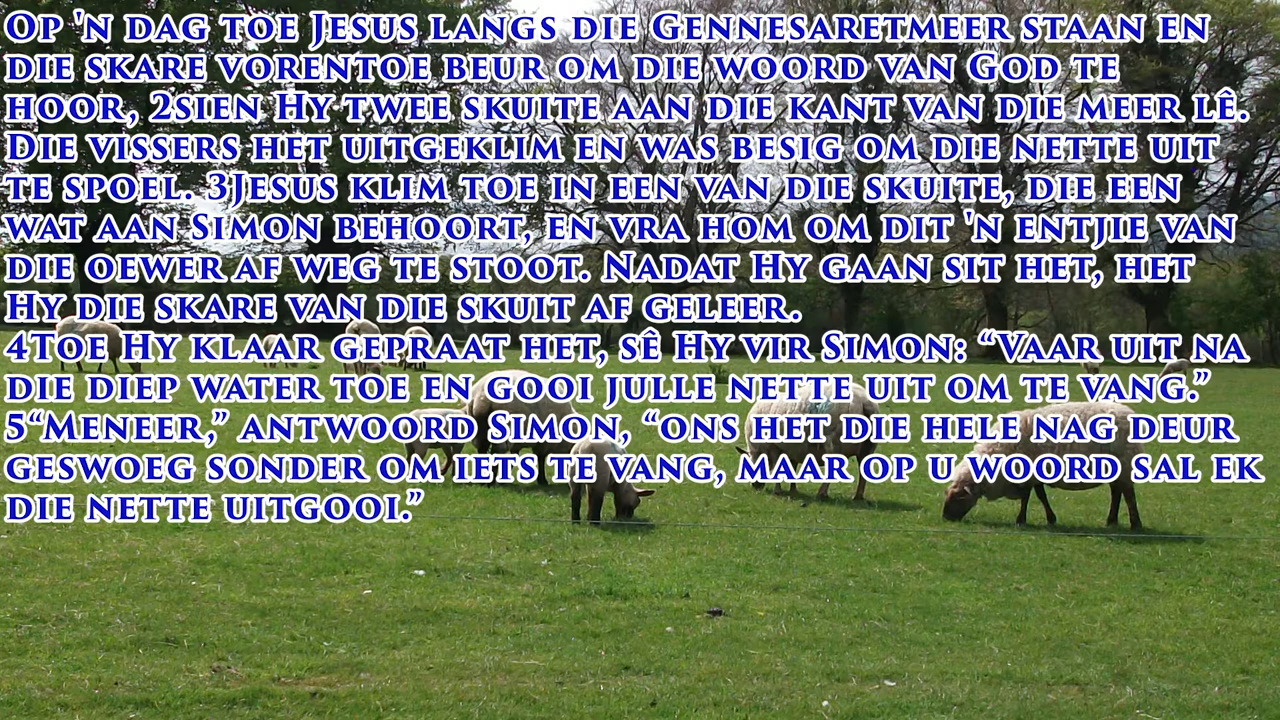 Op 'n dag toe Jesus langs die Gennesaretmeer staan en
die skare vorentoe beur om die woord van God te
hoor, 2sien Hy twee skuite aan die kant van die meer lê.
Die vissers het uitgeklim en was besig om die nette uit
te spoel. 3Jesus klim toe in een van die skuite, die een
wat aan Simon behoort, en vra hom om dit 'n entjie van
die oewer af weg te stoot. Nadat Hy gaan sit het, het
Hy die skare van die skuit af geleer.
4Toe Hy klaar gepraat het, sê Hy vir Simon: “Vaar uit na
die diep water toe en gooi julle nette uit om te vang.”
5“Meneer,” antwoord Simon, “ons het die hele nag deur
geswoeg sonder om iets te vang, maar op u woord sal ek
die nette uitgooi.”